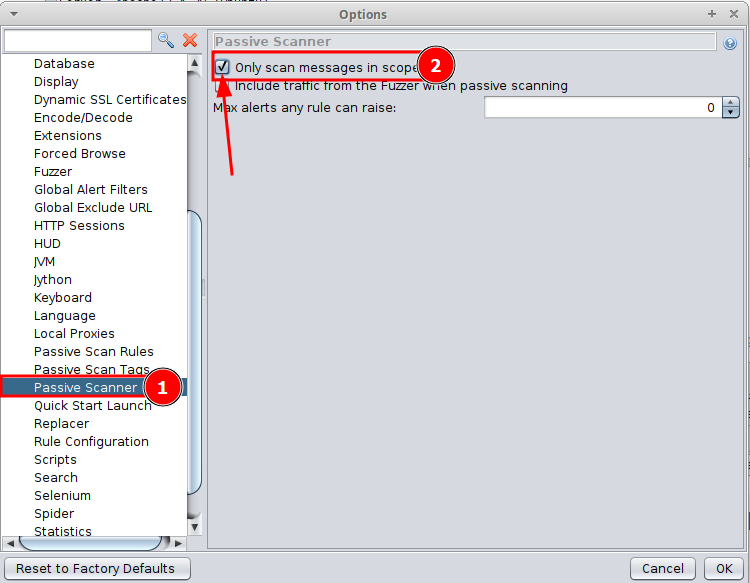 Options
Passive Scanner
Only scan messages in scope
2
Include traffic from the Fuzzer when passive scanning
Max alerts any rule can raise:
0
Database
Display
Dynamic SSL Certificates
Encode/Decode
Extensions
Forced Browse
Fuzzer
Global Alert Filters
Global Exclude URL
HTTP Sessions
HUD
JVM
Jython
Keyboard
Language
Local Proxies
Passive Scan Rules
Passive Scan Tags
Passive Scanner
1
Quick Start Launch
Replacer
Rule Configuration
Scripts
Search
Selenium
Spider
Statistics
Reset to Factory Defaults
Cancel
OK